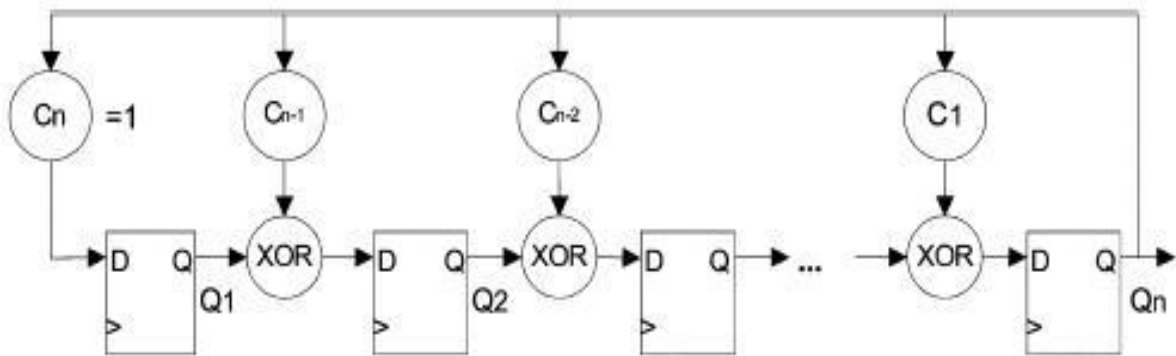 Cn =1 Cn-1 Cn-2 C1
D Q XOR D Q XOR D Q ... XOR D Q
Q1 Q2 Qn